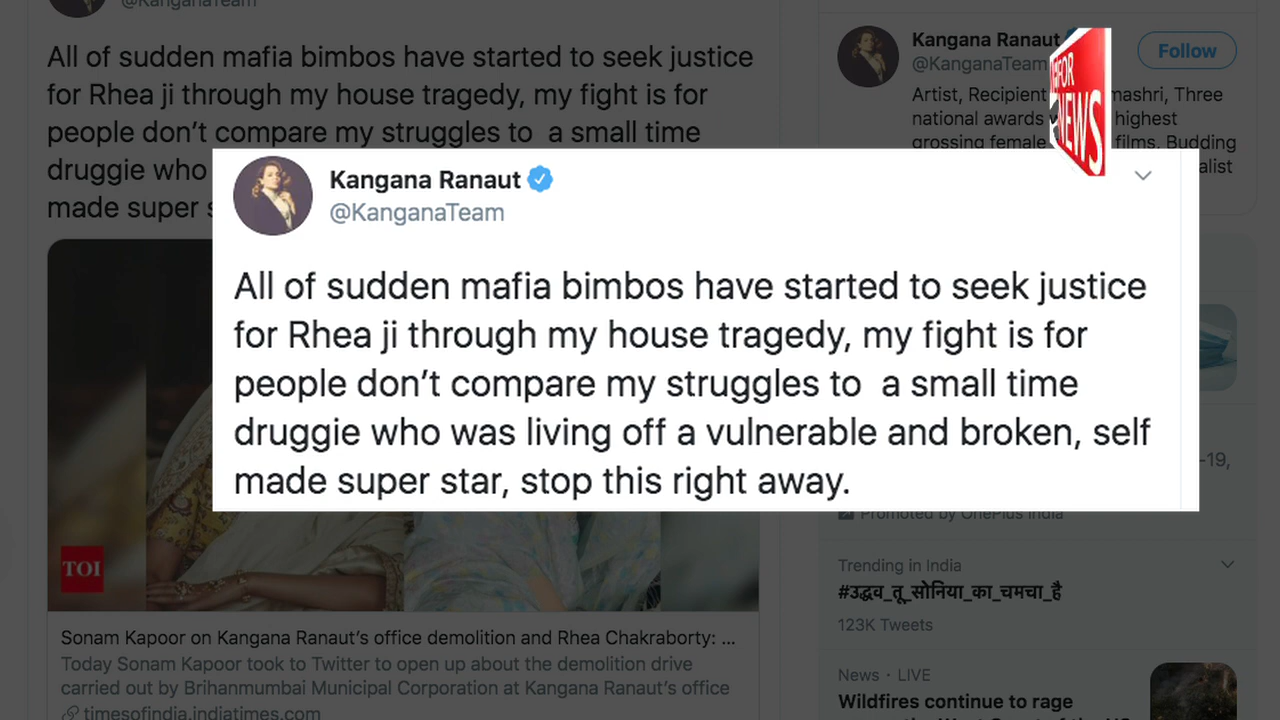 @KanganaTeam
All of sudden mafia bimbos have started to seek justice
for Rhea ji through my house tragedy, my fight is for
people don’t compare my struggles to a small time
druggie who
made super s
TOI
Sonam Kapoor on Kangana Ranaut’s office demolition and Rhea Chakraborty: ...
Today Sonam Kapoor took to Twitter to open up about the demolition drive
carried out by Brihanmumbai Municipal Corporation at Kangana Ranaut’s office
timesofindia.indiatimes.com
Kangana Ranaut
@KanganaTeam
All of sudden mafia bimbos have started to seek justice
for Rhea ji through my house tragedy, my fight is for
people don’t compare my struggles to a small time
druggie who was living off a vulnerable and broken, self
made super star, stop this right away.
Kangana Ranaut
@KanganaTeam
Follow
Artist, Recipient mashri, Three
national awards highest
grossing female films, Budding
alist
FOR
NEWS
-19,
Promoted by OnePlus India
Trending in India
#उद्धव_तू_सोनिया_का_चमचा_है
123K Tweets
News · LIVE
Wildfires continue to rage